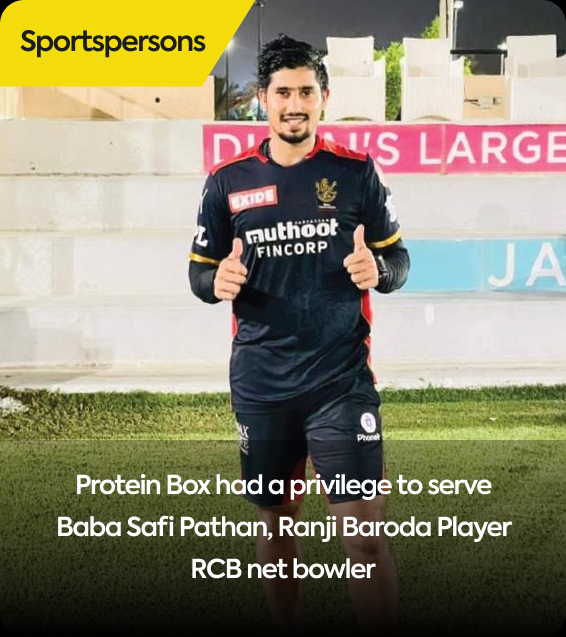 Sportspersons
DU AI'S LARGE
EXIDE
muthoot
FINCORP
JA
Protein Box had a privilege to serve
Baba Safi Pathan, Ranji Baroda Player
RCB net bowler